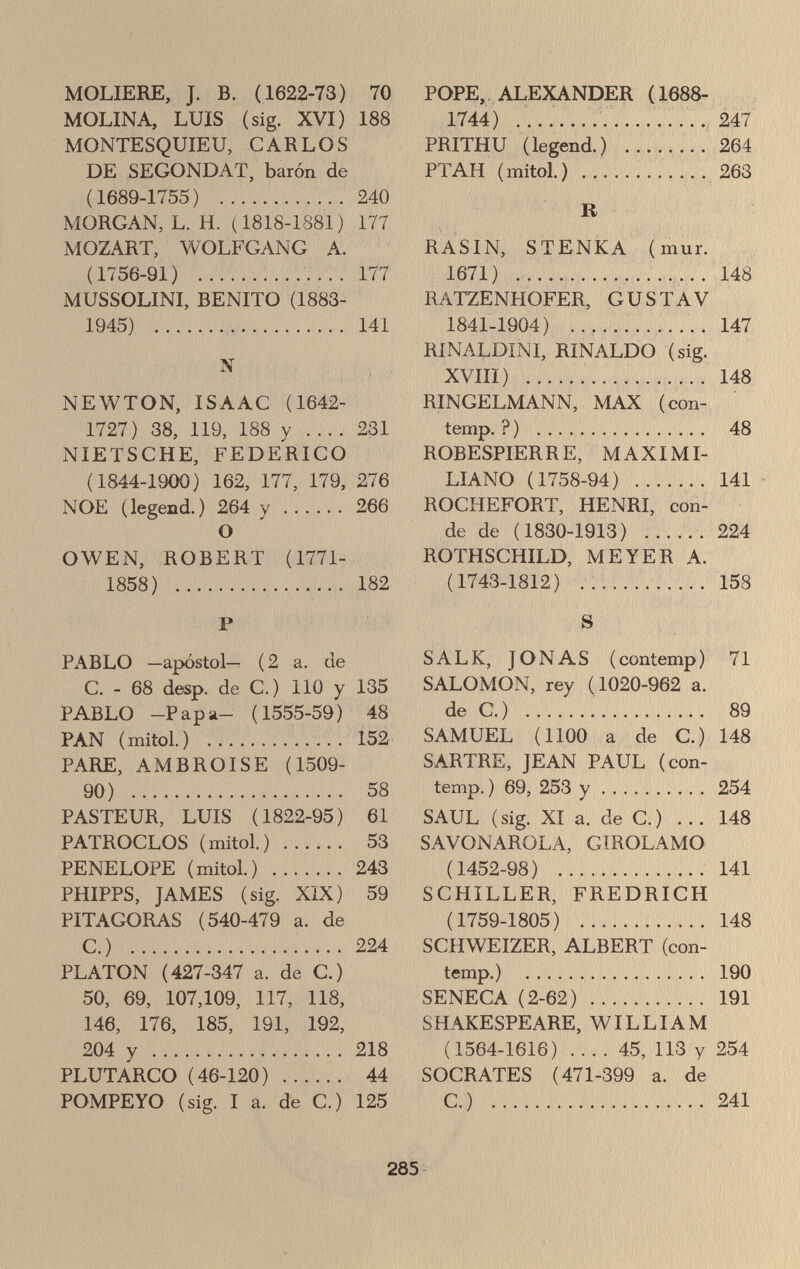 MOLIERE, J. B. (1622-73) 70
MOLINA, LUIS (sig. XVI) 188
MONTESQUIEU, CARLOS
DE SEGONDAT, barón de
(1689-1755) ............. 240
MORGAN, L. H. (1818-1881) 177
MOZART, WOLFGANG A.
(1756-91) ............... 177
MUSSOLINI, BENITO (1883-
1945) ................... 141
N
NEWTON, ISAAC (1642-
1727) 38, 119, 188 y .... 231
NIETSCHE, FEDERICO
(1844-1900) 162, 177, 179, 276
NOE (legend.) 264 y ...... 266
O
OWEN, ROBERT (1771-
1858) ................. 182
P
PABLO —apóstol— (2 a. de
C. - 68 desp. de C.) 110 y 135
PABLO —Papa— (1555-59) 48
PAN (mitol.) .............. 152
PARE, AMBROISE (1509-
90) ..................... 58
PASTEUR, LUIS (1822-95) 61
PATROCLOS (mitol.) ...... 53
PENELOPE (mitol.) ....... 243
PHIPPS, JAMES (sig. XIX) 59
PITAGORAS (540-479 a. de
C.) ..................... 224
PLATON (427-347 a. de C.)
50, 69, 107,109, 117, 118,
146, 176, 185, 191, 192,
204 y ................... 218
PLUTARCO (46-120) ...... 44
POMPEYO (sig. I a. de C.) 125
POPE, ALEXANDER (1688-
1744) ................... 247
PRITHU (legend.) ........ 264
PTAH (mitol.) ............. 263
R
RASIN, STENKA (mur.
1671) ................... 148
RATZENHOFER, GUSTAV
1841-1904) .............. 147
RINALDINI, RINALDO (sig.
XVIII) .................. 148
RINGELMANN, MAX (con-
temp. ?) ................. 48
ROBESPIERRE, MAXIMI-
LIANO (1758-94) ....... 141
ROCHEFORT, HENRI, con-
de de (1830-1913) ...... 224
ROTHSCHILD, MEYER A.
(1743-1812) ............. 158
S
SALK, JONAS (contemp) 71
SALOMON, rey (1020-962 a.
de C.) .................. 89
SAMUEL (1100 a de C.) 148
SARTRE, JEAN PAUL (con-
temp.) 69, 253 y ........... 254
SAUL (sig. XI a. de C.) ... 148
SAVONAROLA, GIROLAMO
(1452-98) ............... 141
SCHILLER, FREDRICH
(1759-1805) ............. 148
SCHWEIZER, ALBERT (con-
temp.) .................. 190
SENECA (2-62) ............ 191
SHAKESPEARE, WILLIAM
(1564-1616) .... 45, 113 y 254
SOCRATES (471-399 a. de
C.) ..................... 241
285